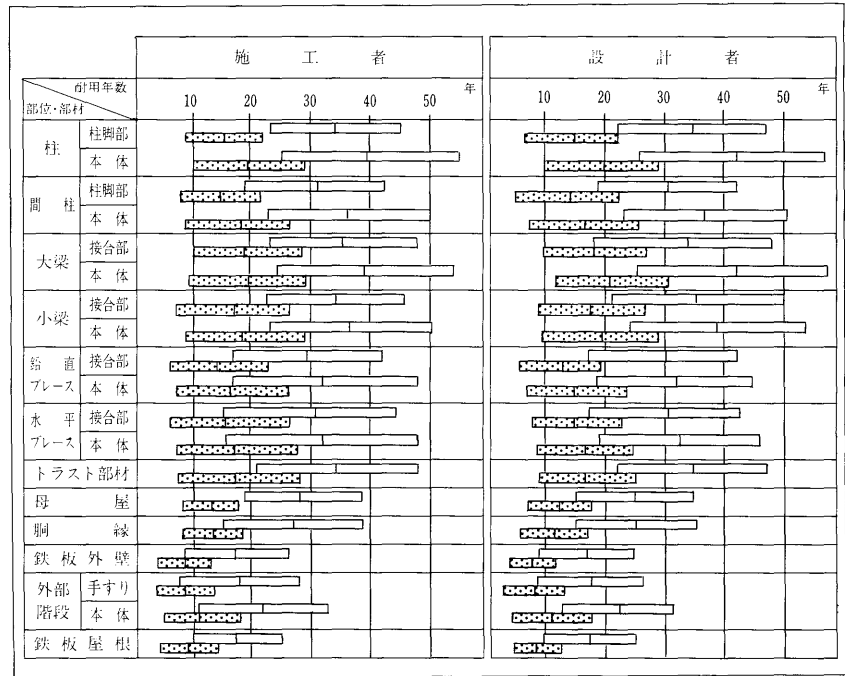 施工者 設計者
耐用年数
部位・部材
10 20 30 40 50 年 10 20 30 40 50 年
柱 柱脚部
本体
間柱 柱脚部
本体
大梁 接合部
本体
小梁 接合部
本体
鉛直ブレース 接合部
本体
水平ブレース 接合部
本体
トラスト部材
母屋
胴縁
鉄板外壁
外部階段 手すり
本体
鉄板屋根